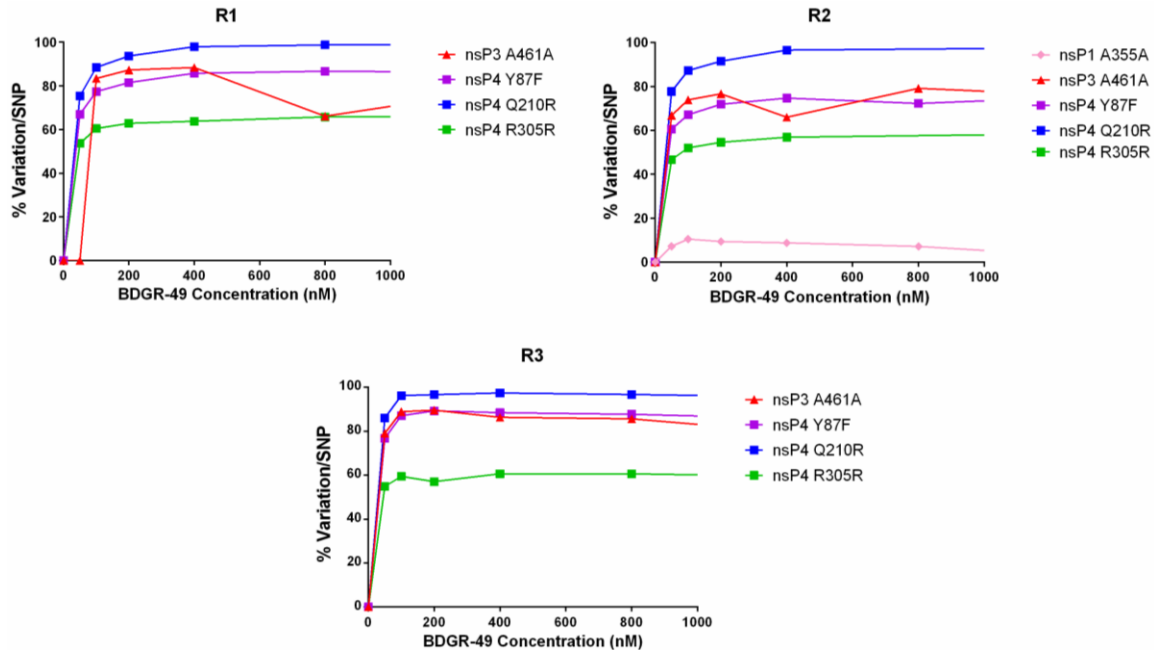 R1
% Variation/SNP
100
80
60
40
20
0
0 200 400 600 800 1000
BDGR-49 Concentration (nM)
nsP3 A461A
nsP4 Y87F
nsP4 Q210R
nsP4 R305R
R2
% Variation/SNP
100
80
60
40
20
0
0 200 400 600 800 1000
BDGR-49 Concentration (nM)
nsP1 A355A
nsP3 A461A
nsP4 Y87F
nsP4 Q210R
nsP4 R305R
R3
% Variation/SNP
100
80
60
40
20
0
0 200 400 600 800 1000
BDGR-49 Concentration (nM)
nsP3 A461A
nsP4 Y87F
nsP4 Q210R
nsP4 R305R